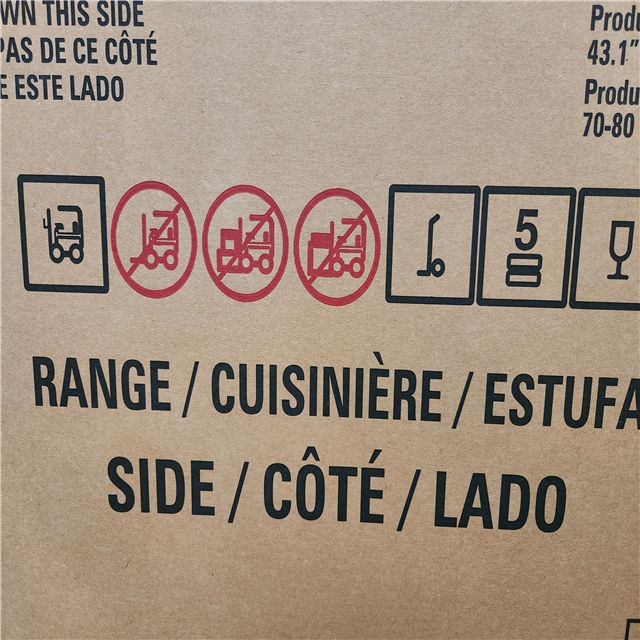 WN THIS SIDE
PAS DE CE CÔTÉ
E ESTE LADO
Produ
43.1"
Produ
70-80
5
RANGE / CUISINIÈRE / ESTUFA
SIDE / CÔTÉ / LADO